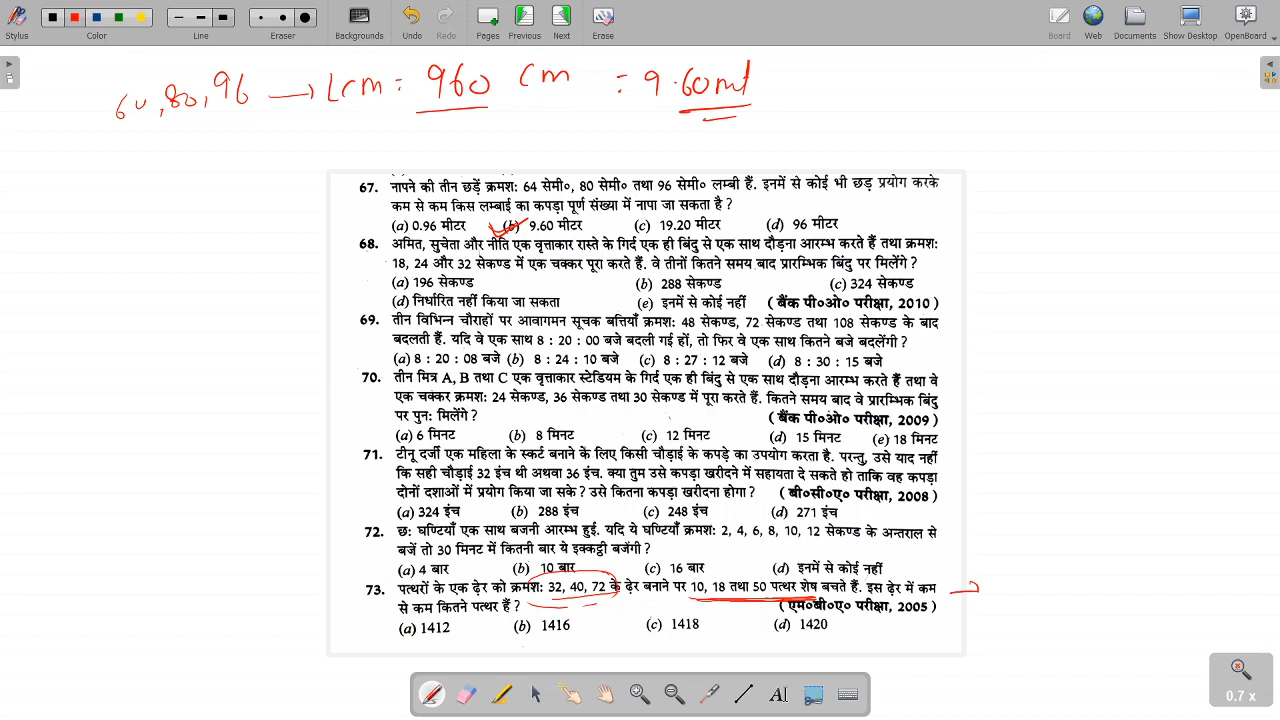 Stylus Color Line Eraser Backgrounds Undo Redo Pages Previous Next Erase Board Web Documents Show Desktop OpenBoard
60, 80, 96 → LCM = 960 Cm = 9.60 mt
67. नापने की तीन छड़ें क्रमश: 64 सेमी०, 80 सेमी० तथा 96 सेमी० लम्बी हैं. इनमें से कोई भी छड़ प्रयोग करके
कम से कम किस लम्बाई का कपड़ा पूर्ण संख्या में नापा जा सकता है ?
(a) 0.96 मीटर (b) 9.60 मीटर (c) 19.20 मीटर (d) 96 मीटर
68. अमित, सुचेता और नीति एक वृत्ताकार रास्ते के गिर्द एक ही बिंदु से एक साथ दौड़ना आरम्भ करते हैं तथा क्रमश:
18, 24 और 32 सेकण्ड में एक चक्कर पूरा करते हैं. वे तीनों कितने समय बाद प्रारम्भिक बिंदु पर मिलेंगे ?
(a) 196 सेकण्ड (b) 288 सेकण्ड (c) 324 सेकण्ड
(d) निर्धारित नहीं किया जा सकता (e) इनमें से कोई नहीं ( बैंक पी०ओ० परीक्षा, 2010)
69. तीन विभिन्न चौराहों पर आवागमन सूचक बत्तियाँ क्रमश: 48 सेकण्ड, 72 सेकण्ड तथा 108 सेकण्ड के बाद
बदलती हैं. यदि वे एक साथ 8 : 20 : 00 बजे बदली गई हों, तो फिर वे एक साथ कितने बजे बदलेंगी ?
(a) 8 : 20 : 08 बजे (b) 8 : 24 : 10 बजे (c) 8 : 27 : 12 बजे (d) 8 : 30 : 15 बजे
70. तीन मित्र A, B तथा C एक वृत्ताकार स्टेडियम के गिर्द एक ही बिंदु से एक साथ दौड़ना आरम्भ करते हैं तथा वे
एक चक्कर क्रमश: 24 सेकण्ड, 36 सेकण्ड तथा 30 सेकण्ड में पूरा करते हैं. कितने समय बाद वे प्रारम्भिक बिंदु
पर पुन: मिलेंगे ? ( बैंक पी०ओ० परीक्षा, 2009)
(a) 6 मिनट (b) 8 मिनट (c) 12 मिनट (d) 15 मिनट (e) 18 मिनट
71. टीनू दर्जी एक महिला के स्कर्ट बनाने के लिए किसी चौड़ाई के कपड़े का उपयोग करता है. परन्तु, उसे याद नहीं
कि सही चौड़ाई 32 इंच थी अथवा 36 इंच. क्या तुम उसे कपड़ा खरीदने में सहायता दे सकते हो ताकि वह कपड़ा
दोनों दशाओं में प्रयोग किया जा सके ? उसे कितना कपड़ा खरीदना होगा ? ( बी०सी०ए० परीक्षा, 2008)
(a) 324 इंच (b) 288 इंच (c) 248 इंच (d) 271 इंच
72. छ: घण्टियाँ एक साथ बजनी आरम्भ हुई. यदि ये घण्टियाँ क्रमश: 2, 4, 6, 8, 10, 12 सेकण्ड के अन्तराल से
बजें तो 30 मिनट में कितनी बार ये इकट्ठी बजेंगी ?
(a) 4 बार (b) 10 बार (c) 16 बार (d) इनमें से कोई नहीं
73. पत्थरों के एक ढ़ेर को क्रमश: 32, 40, 72 के ढ़ेर बनाने पर 10, 18 तथा 50 पत्थर शेष बचते हैं. इस ढ़ेर में कम
से कम कितने पत्थर हैं ? ( एम०बी०ए० परीक्षा, 2005)
(a) 1412 (b) 1416 (c) 1418 (d) 1420
0.7 x